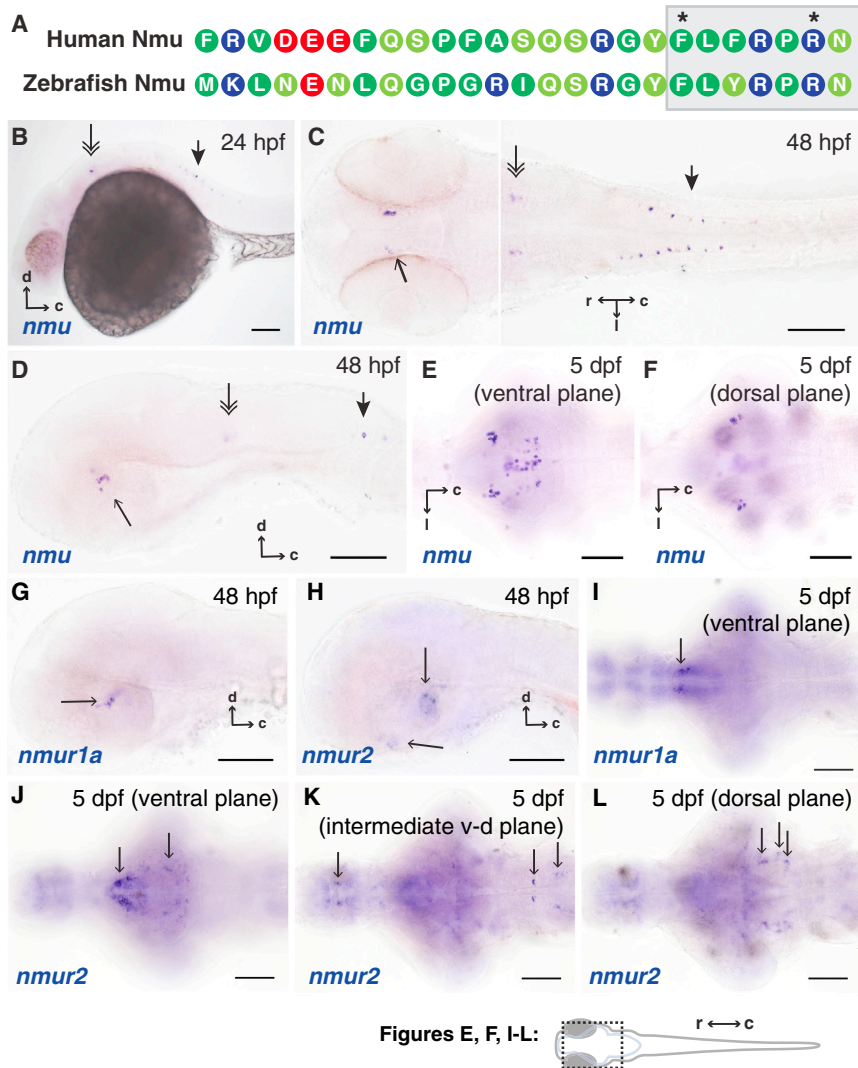 A
* *
Human Nmu F R V D E E F Q S P F A S Q S R G Y F L F R P R N
Zebrafish Nmu M K L N E N L Q G P G R I Q S R G Y F L Y R P R N
B 24 hpf
d
c
nmu
C 48 hpf
r c
l
nmu
D 48 hpf
d
c
nmu
E 5 dpf
(ventral plane)
c
l
nmu
F 5 dpf
(dorsal plane)
c
l
nmu
G 48 hpf
d
c
nmur1a
H 48 hpf
d
c
nmur2
I 5 dpf
(ventral plane)
nmur1a
J
5 dpf (ventral plane)
nmur2
K 5 dpf
(intermediate v-d plane)
nmur2
L 5 dpf (dorsal plane)
nmur2
Figures E, F, I-L: r c